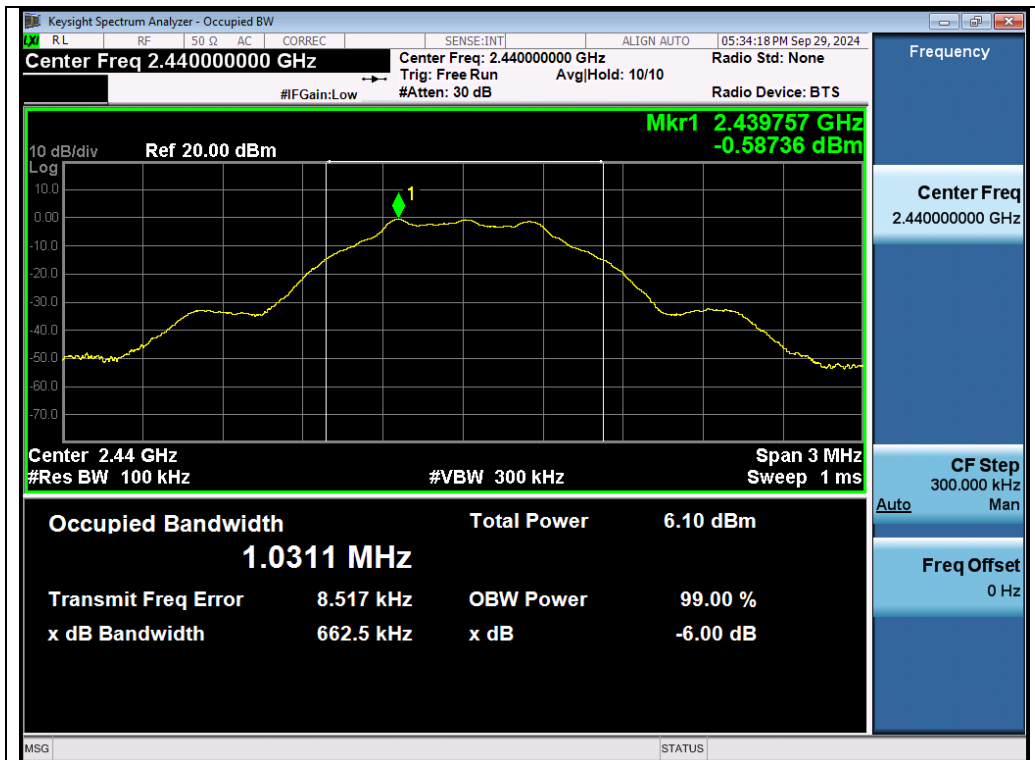 Keysight Spectrum Analyzer - Occupied BW
LXI RL RF 50 Ω AC CORREC SENSE:INT ALIGN AUTO 05:34:18 PM Sep 29, 2024
Center Freq 2.440000000 GHz
Center Freq: 2.440000000 GHz
Radio Std: None
Trig: Free Run Avg|Hold: 10/10
#IFGain:Low #Atten: 30 dB Radio Device: BTS
Mkr1 2.439757 GHz
-0.58736 dBm
10 dB/div Ref 20.00 dBm
Log
10.0
1
0.00
-10.0
-20.0
-30.0
-40.0
-50.0
-60.0
-70.0
Center 2.44 GHz Span 3 MHz
#Res BW 100 kHz #VBW 300 kHz Sweep 1 ms
Occupied Bandwidth Total Power 6.10 dBm
1.0311 MHz
Transmit Freq Error 8.517 kHz OBW Power 99.00 %
x dB Bandwidth 662.5 kHz x dB -6.00 dB
MSG STATUS
Frequency
Center Freq
2.440000000 GHz
CF Step
300.000 kHz
Auto Man
Freq Offset
0 Hz